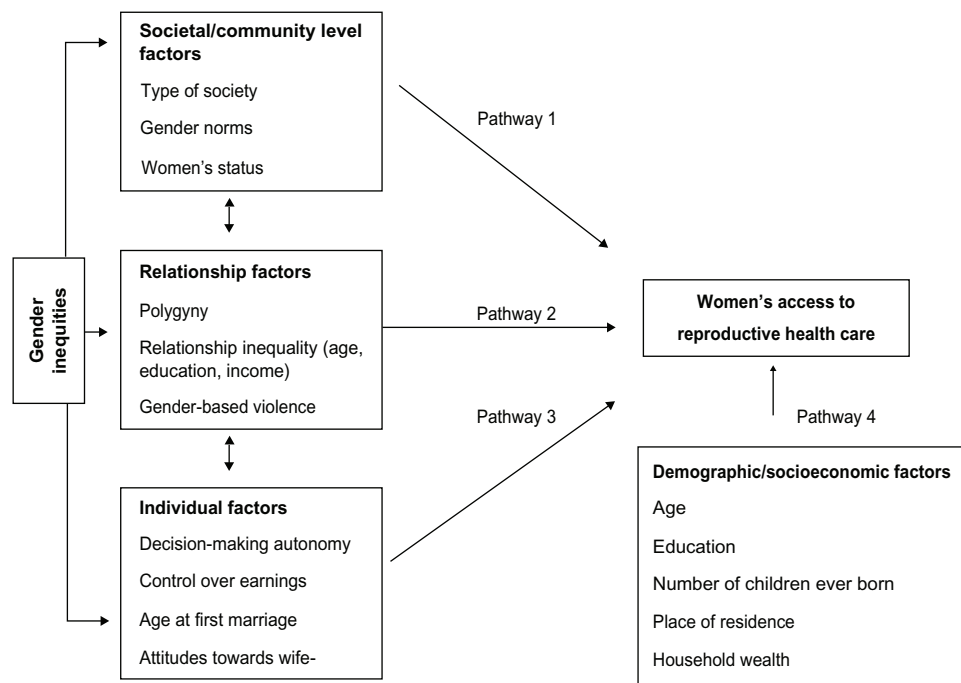 Gender
inequities
Societal/community level
factors
Type of society
Gender norms
Women's status
Relationship factors
Polygyny
Relationship inequality (age,
education, income)
Gender-based violence
Individual factors
Decision-making autonomy
Control over earnings
Age at first marriage
Attitudes towards wife-
Pathway 1
Pathway 2
Pathway 3
Women's access to
reproductive health care
Pathway 4
Demographic/socioeconomic factors
Age
Education
Number of children ever born
Place of residence
Household wealth